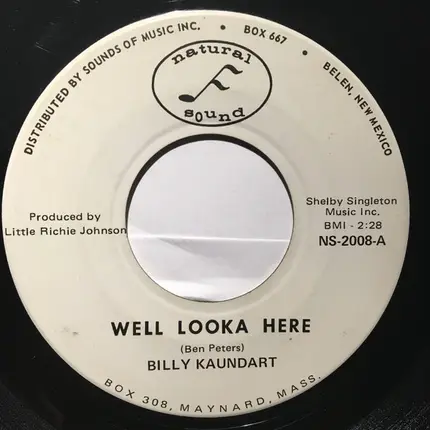 DISTRIBUTED BY SOUNDS OF MUSIC INC. • BOX 667 • BELEN, NEW MEXICO
natural
sound
Produced by
Little Richie Johnson
Shelby Singleton
Music Inc.
BMI - 2:28
NS-2008-A
WELL LOOKA HERE
(Ben Peters)
BILLY KAUNDART
BOX 308, MAYNARD, MASS.